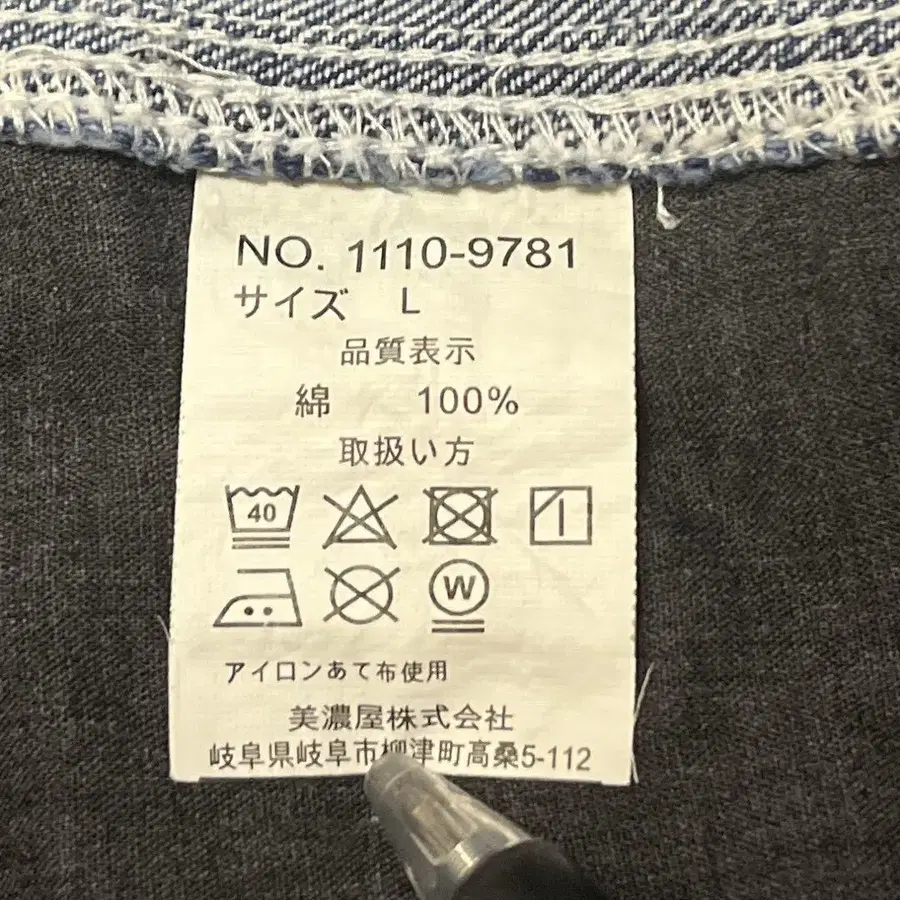 NO. 1110-9781
サイズ L
品質表示
綿 100%
取扱い方
40
W
アイロンあて布使用
美濃屋株式会社
岐阜県岐阜市柳津町高桑5-112